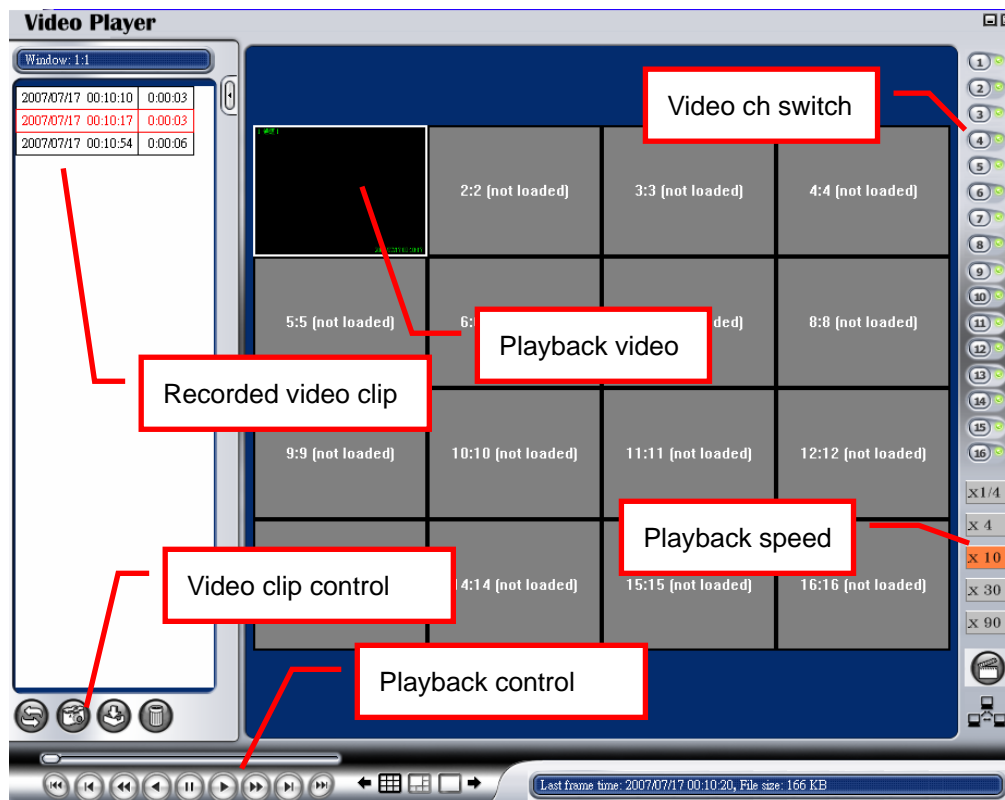 Video Player
Window: 1:1
2007/07/17 00:10:10 0:00:03
2007/07/17 00:10:17 0:00:03
2007/07/17 00:10:54 0:00:06
Video ch switch
2:2 (not loaded)
3:3 (not loaded)
4:4 (not loaded)
5:5 (not loaded)
8:8 (not loaded)
Playback video
Recorded video clip
9:9 (not loaded)
10:10 (not loaded)
11:11 (not loaded)
12:12 (not loaded)
Playback speed
Video clip control
14:14 (not loaded)
15:15 (not loaded)
16:16 (not loaded)
Playback control
1
2
3
4
5
6
7
8
9
10
11
12
13
14
15
16
x1/4
x 4
x 10
x 30
x 90
Last frame time: 2007/07/17 00:10:20, File size: 166 KB